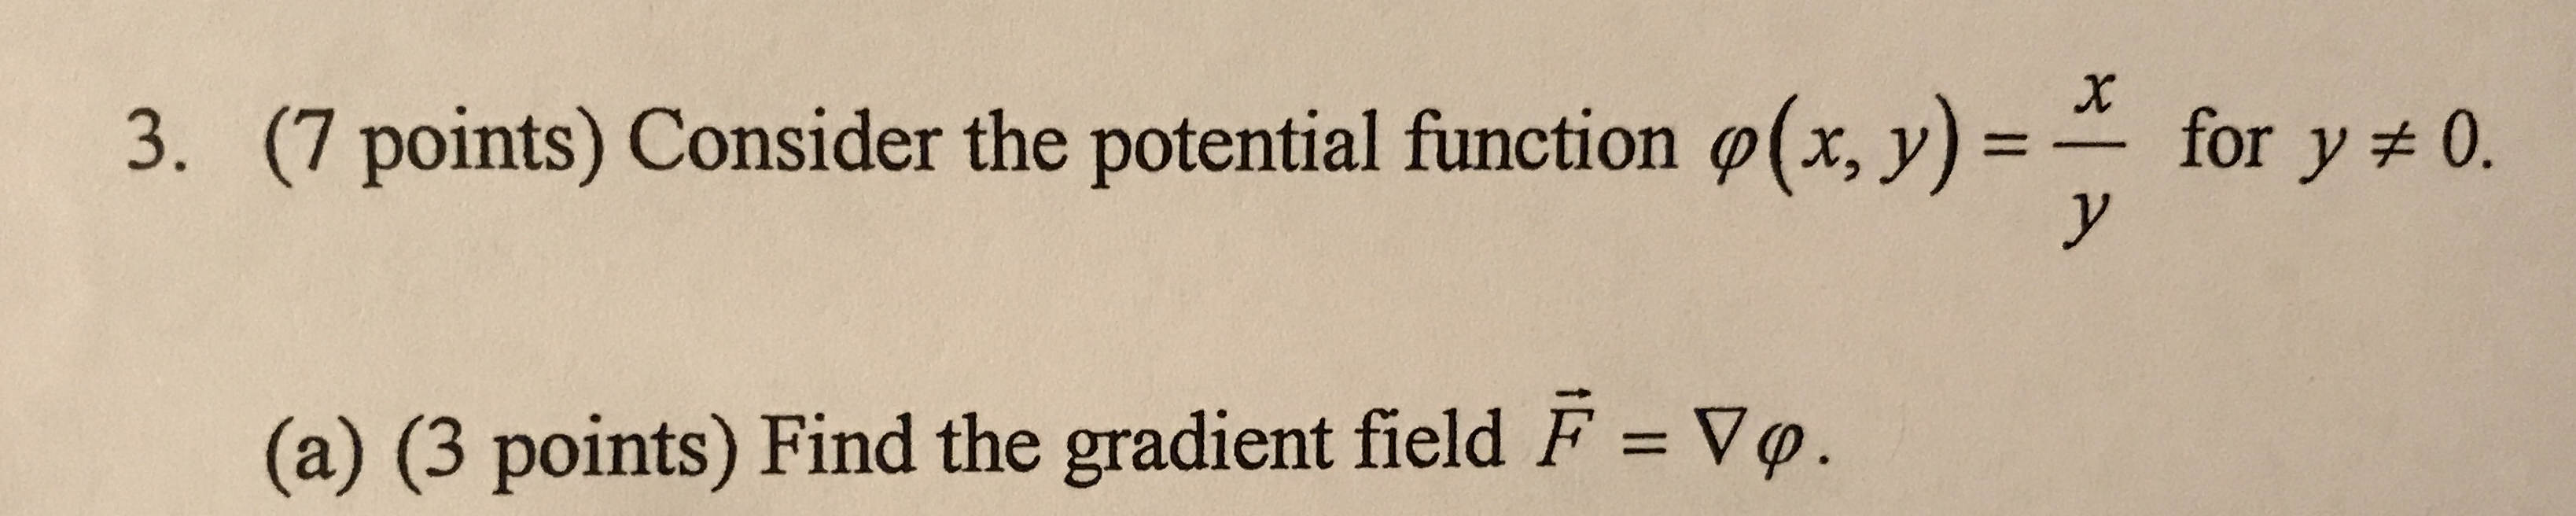 3. (7 points) Consider the potential function φ(x, y) = x/y for y ≠ 0.
(a) (3 points) Find the gradient field F⃗ = ∇φ.